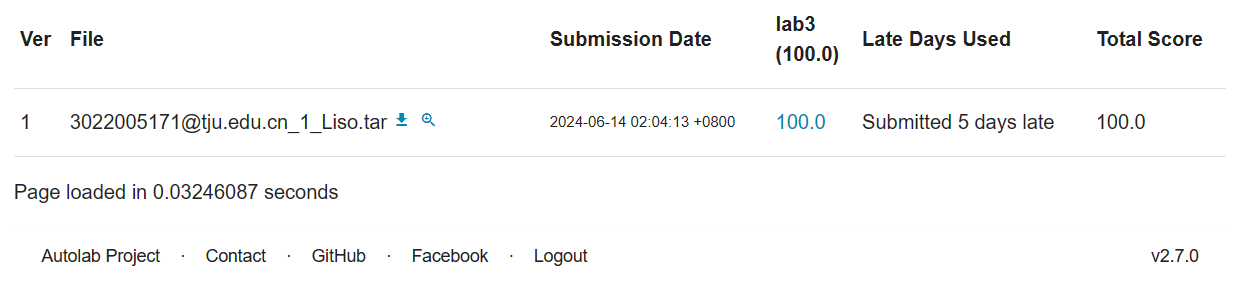 Ver File Submission Date lab3 (100.0) Late Days Used Total Score
1 3022005171@tju.edu.cn_1_Liso.tar 2024-06-14 02:04:13 +0800 100.0 Submitted 5 days late 100.0
Page loaded in 0.03246087 seconds
Autolab Project · Contact · GitHub · Facebook · Logout v2.7.0